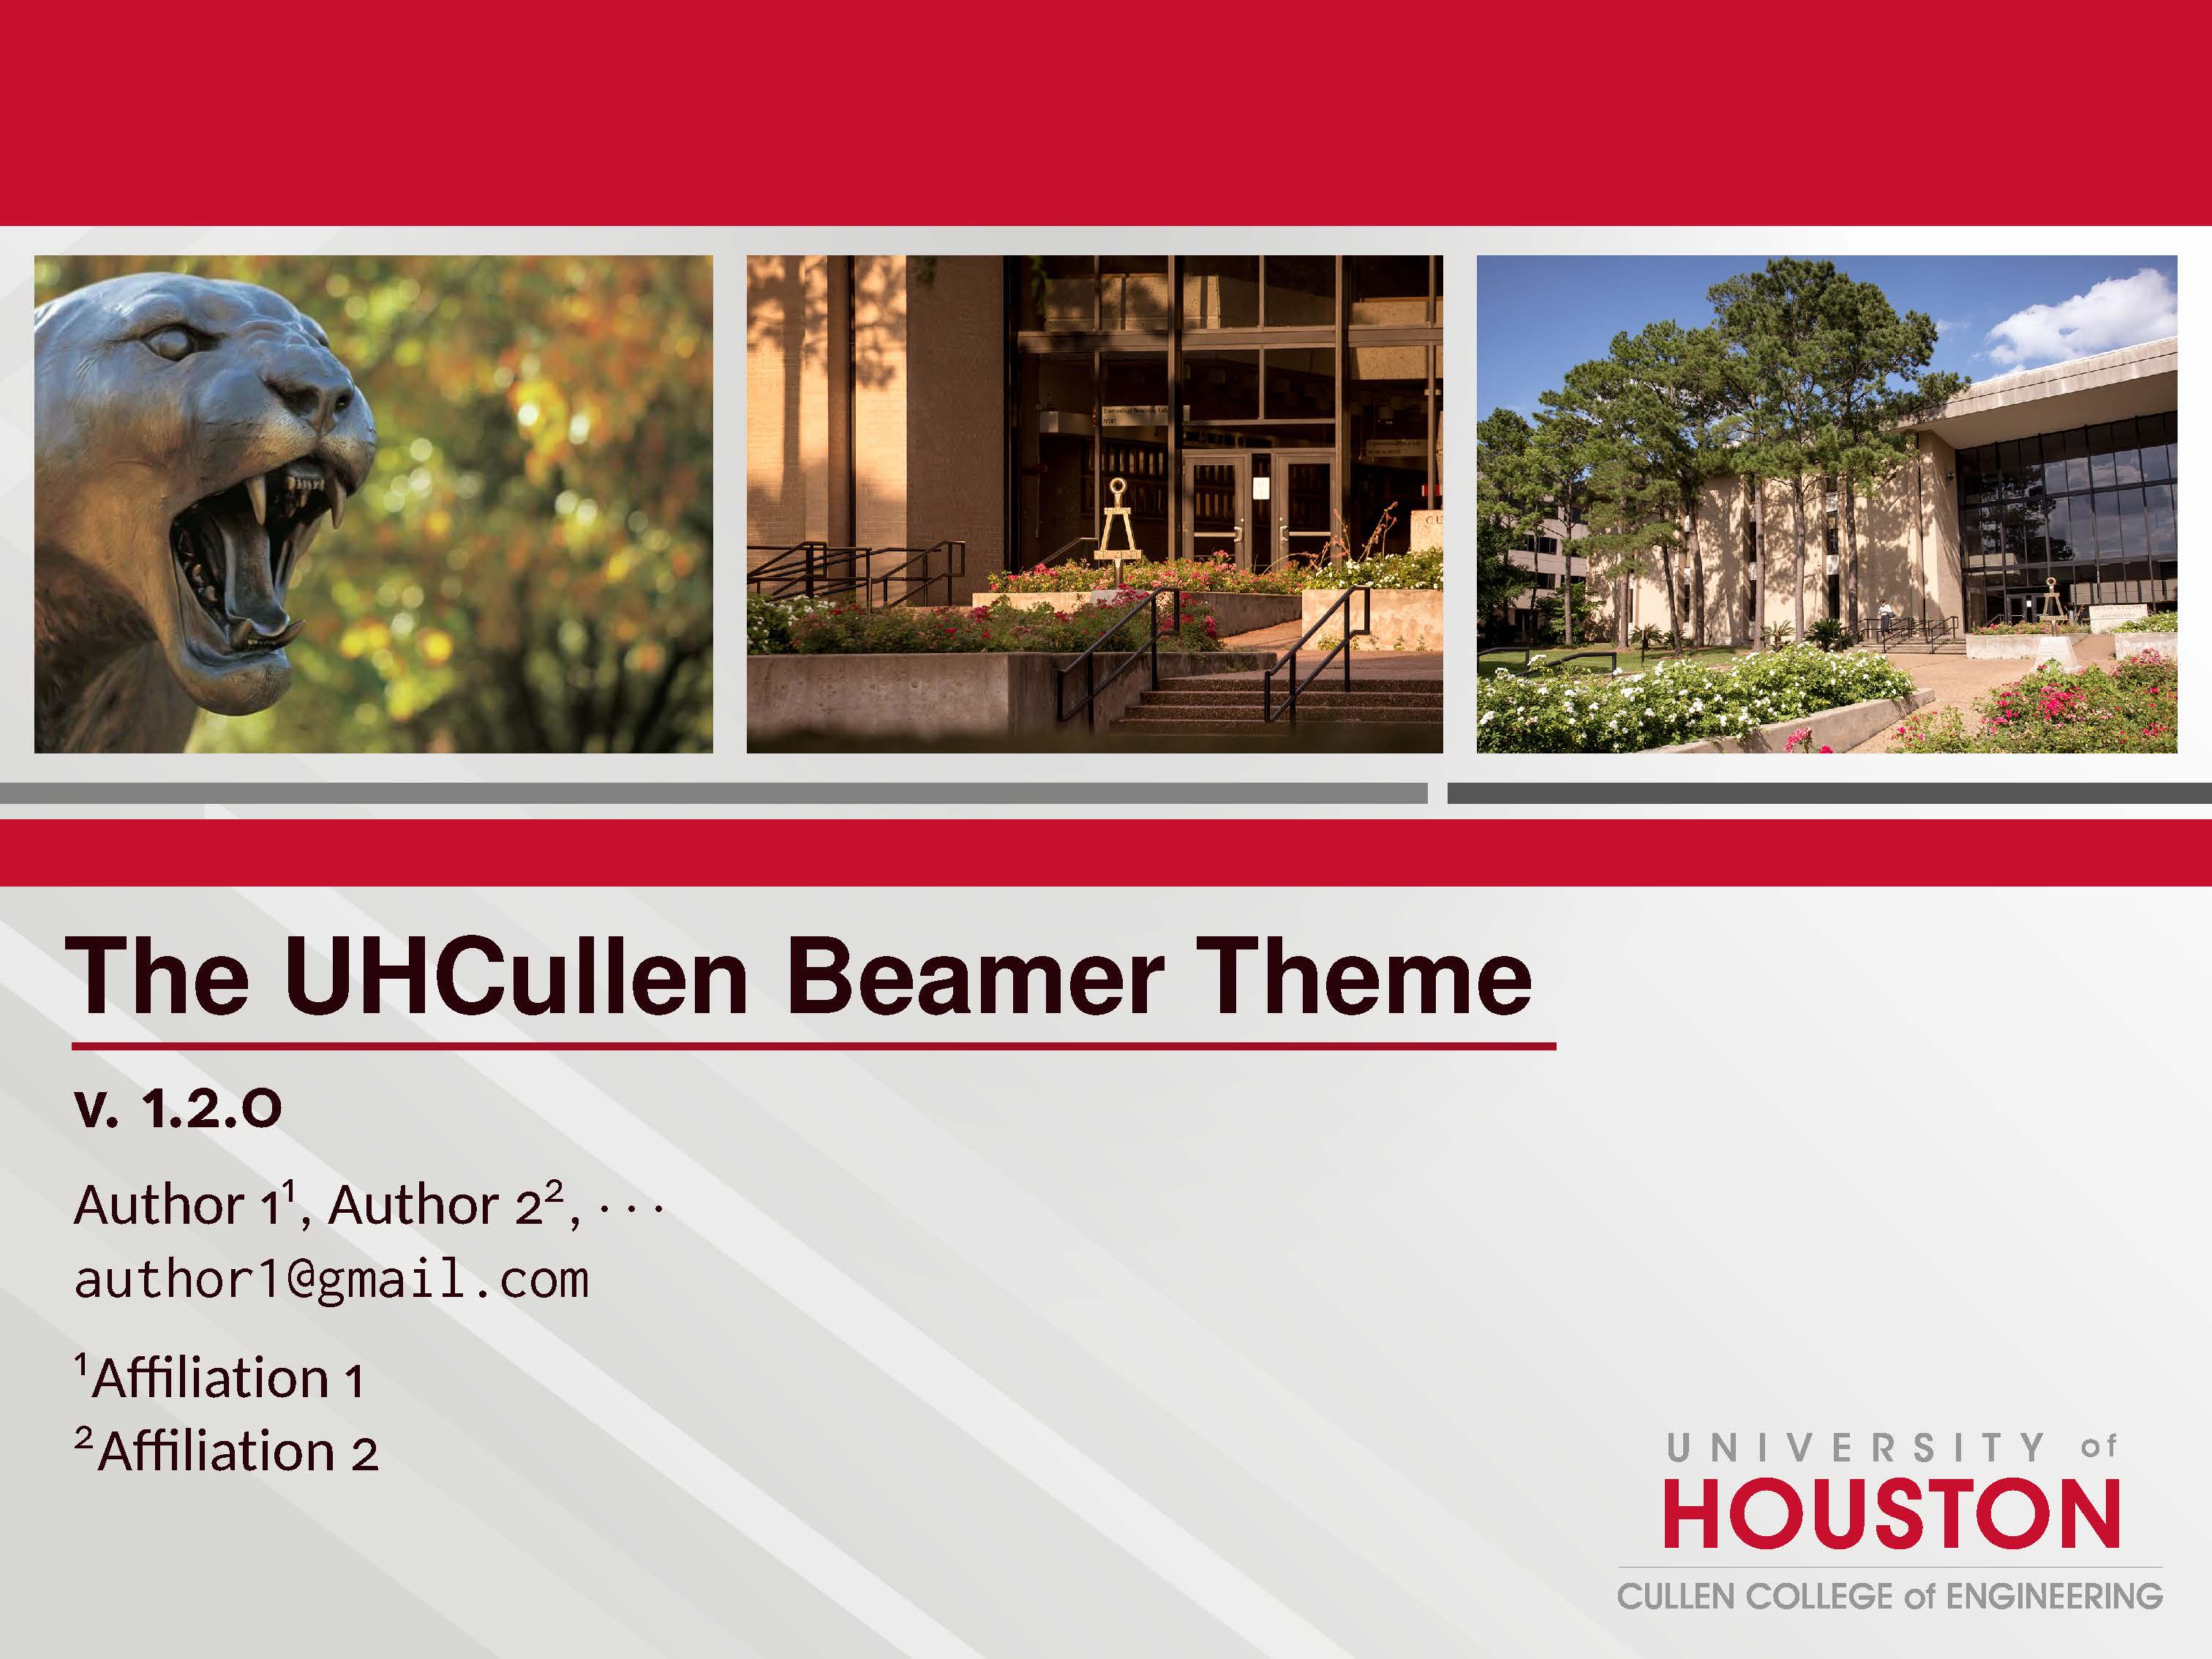 The UHCullen Beamer Theme
v. 1.2.0
Author 1¹, Author 2², · · ·
author1@gmail.com
¹Affiliation 1
²Affiliation 2
UNIVERSITY of
HOUSTON
CULLEN COLLEGE of ENGINEERING